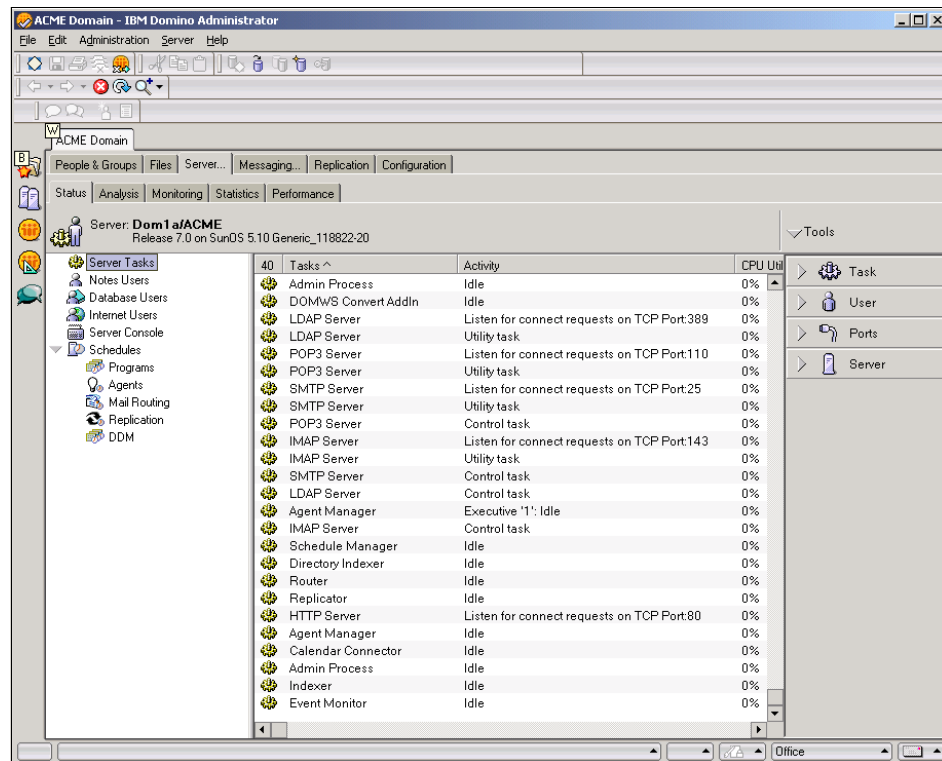 ACME Domain - IBM Domino Administrator
File Edit Administration Server Help
W
ACME Domain
B
People & Groups Files Server... Messaging... Replication Configuration
Status Analysis Monitoring Statistics Performance
Server: Dom1a/ACME
Release 7.0 on SunOS 5.10 Generic_118822-20
Tools
Server Tasks
Notes Users
Database Users
Internet Users
Server Console
Schedules
Programs
Agents
Mail Routing
Replication
DDM
40 Tasks ^ Activity CPU Util
Admin Process Idle 0%
DOMWS Convert AddIn Idle 0%
LDAP Server Listen for connect requests on TCP Port:389 0%
LDAP Server Utility task 0%
POP3 Server Listen for connect requests on TCP Port:110 0%
POP3 Server Utility task 0%
SMTP Server Listen for connect requests on TCP Port:25 0%
SMTP Server Utility task 0%
POP3 Server Control task 0%
IMAP Server Listen for connect requests on TCP Port:143 0%
IMAP Server Utility task 0%
SMTP Server Control task 0%
LDAP Server Control task 0%
Agent Manager Executive '1': Idle 0%
IMAP Server Control task 0%
Schedule Manager Idle 0%
Directory Indexer Idle 0%
Router Idle 0%
Replicator Idle 0%
HTTP Server Listen for connect requests on TCP Port:80 0%
Agent Manager Idle 0%
Calendar Connector Idle 0%
Admin Process Idle 0%
Indexer Idle 0%
Event Monitor Idle 0%
Task
User
Ports
Server
Office